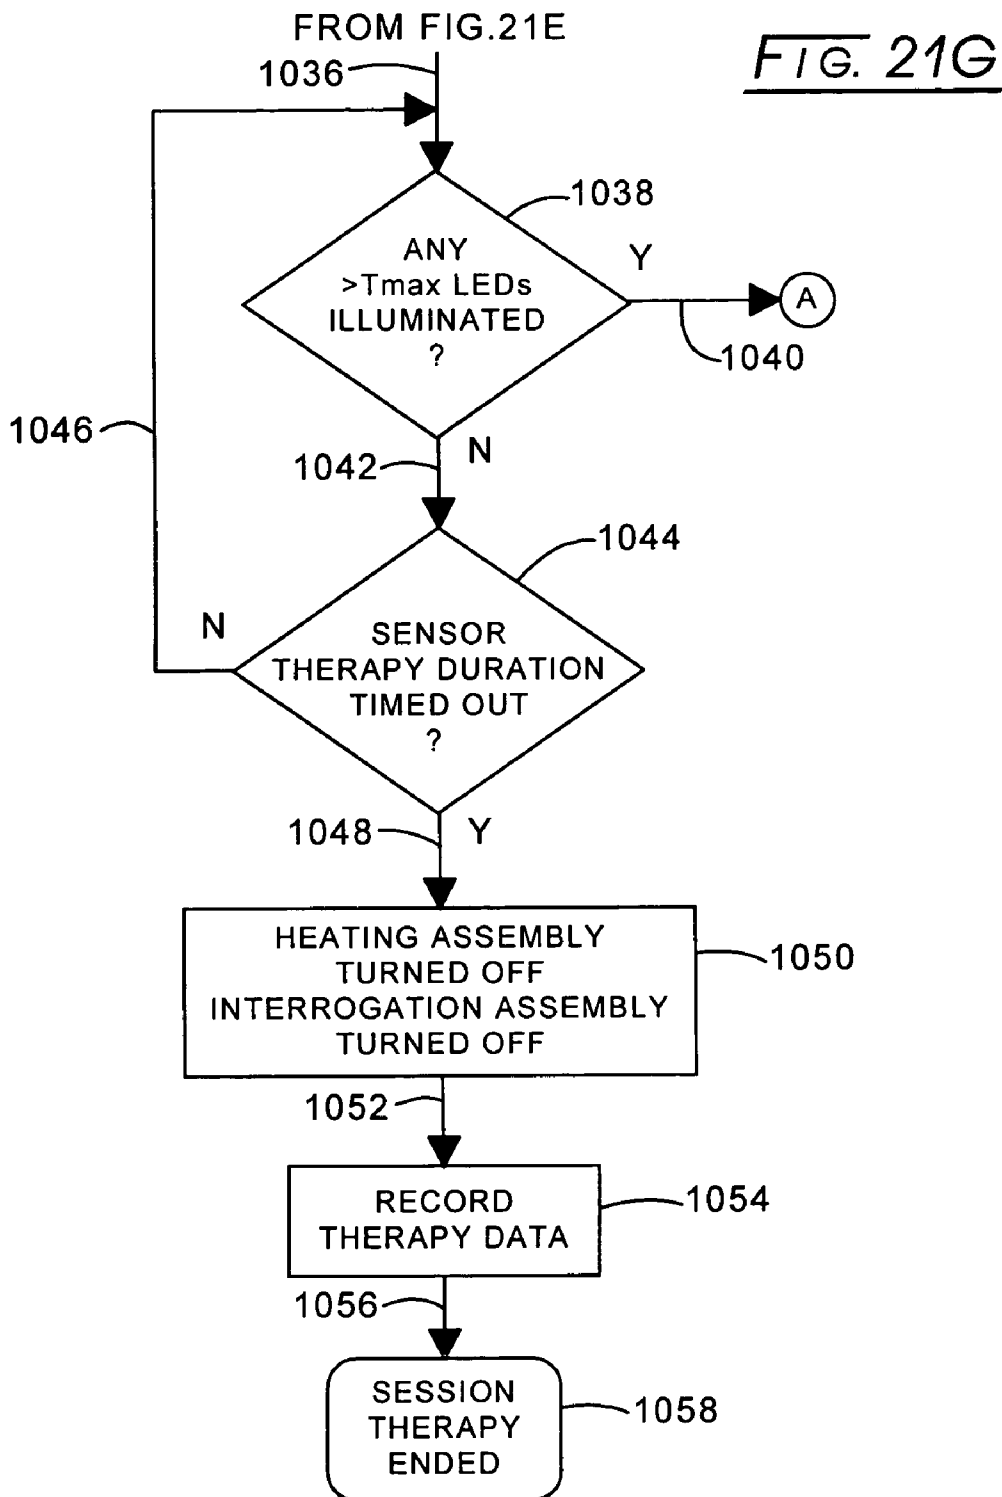 FROM FIG.21E
FIG. 21G
1036
1038
ANY
>Tmax LEDs
ILLUMINATED
?
Y
A
1040
1046
N
1042
1044
N
SENSOR
THERAPY DURATION
TIMED OUT
?
1048
Y
HEATING ASSEMBLY
TURNED OFF
INTERROGATION ASSEMBLY
TURNED OFF
1050
1052
RECORD
THERAPY DATA
1054
1056
SESSION
THERAPY
ENDED
1058